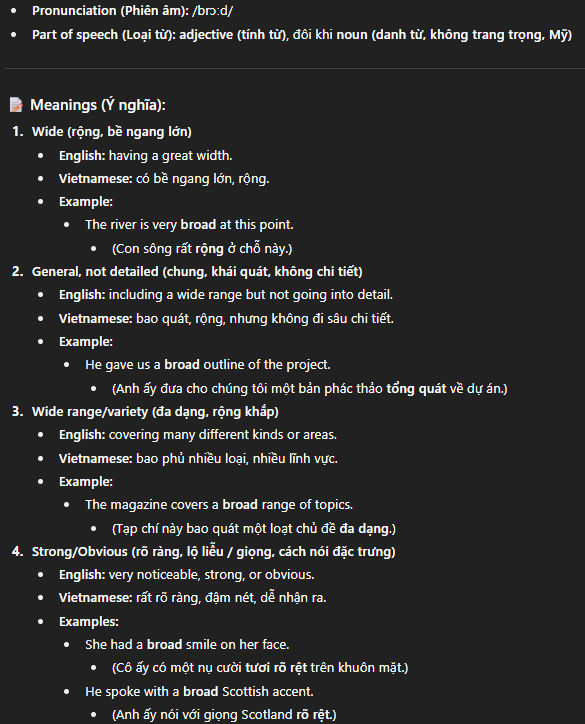 Pronunciation (Phiên âm): /brɔːd/
Part of speech (Loại từ): adjective (tính từ), đôi khi noun (danh từ, không trang trọng, Mỹ)
📝 Meanings (Ý nghĩa):
1. Wide (rộng, bề ngang lớn)
English: having a great width.
Vietnamese: có bề ngang lớn, rộng.
Example:
The river is very broad at this point.
(Con sông rất rộng ở chỗ này.)
2. General, not detailed (chung, khái quát, không chi tiết)
English: including a wide range but not going into detail.
Vietnamese: bao quát, rộng, nhưng không đi sâu chi tiết.
Example:
He gave us a broad outline of the project.
(Anh ấy đưa cho chúng tôi một bản phác thảo tổng quát về dự án.)
3. Wide range/variety (đa dạng, rộng khắp)
English: covering many different kinds or areas.
Vietnamese: bao phủ nhiều loại, nhiều lĩnh vực.
Example:
The magazine covers a broad range of topics.
(Tạp chí này bao quát một loạt chủ đề đa dạng.)
4. Strong/Obvious (rõ ràng, lộ liễu / giọng, cách nói đặc trưng)
English: very noticeable, strong, or obvious.
Vietnamese: rất rõ ràng, đậm nét, dễ nhận ra.
Examples:
She had a broad smile on her face.
(Cô ấy có một nụ cười tươi rõ rệt trên khuôn mặt.)
He spoke with a broad Scottish accent.
(Anh ấy nói với giọng Scotland rõ rệt.)